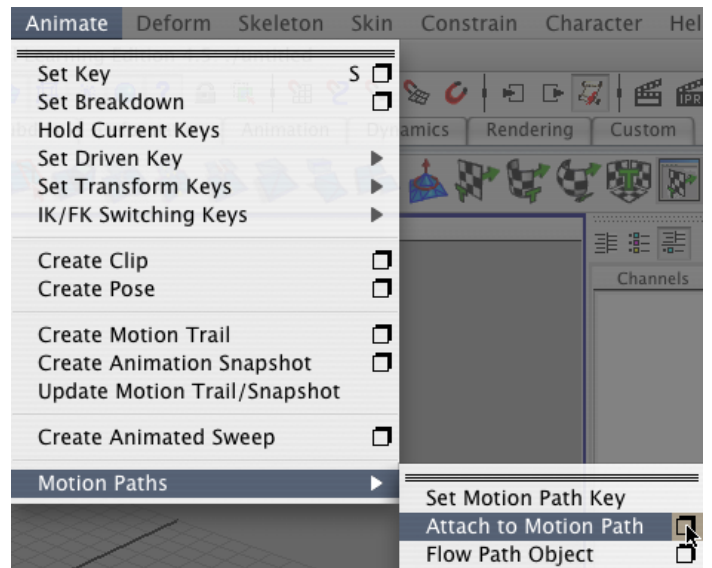 Animate Deform Skeleton Skin Constrain Character Hel
Set Key S
Set Breakdown
Hold Current Keys
Animation Dynamics Rendering Custom
Set Driven Key
Set Transform Keys
IK/FK Switching Keys
IPR
Create Clip
Create Pose
Channels
Create Motion Trail
Create Animation Snapshot
Update Motion Trail/Snapshot
Create Animated Sweep
Motion Paths
Set Motion Path Key
Attach to Motion Path
Flow Path Object